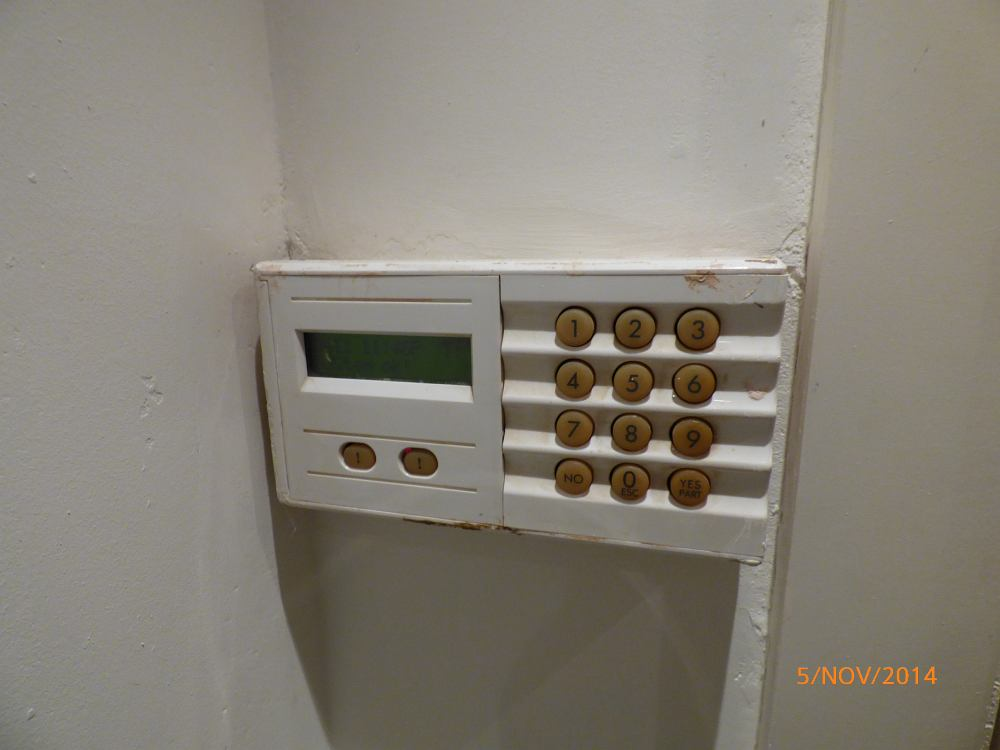 1 2 3
4 5 6
7 8 9
! ! NO 0 YES
ESC PART
5/NOV/2014